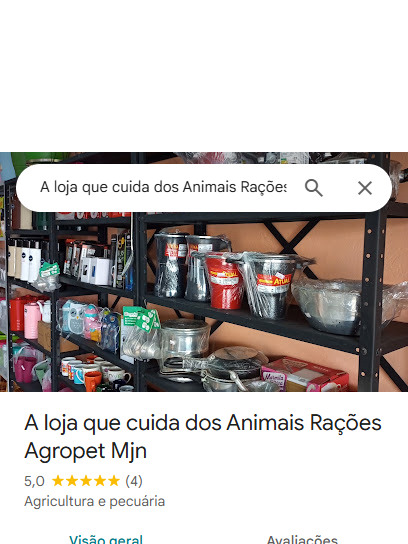 A loja que cuida dos Animais Rações
A loja que cuida dos Animais Rações
Agropet Mjn
5,0 ★★★★★ (4)
Agricultura e pecuária
Visão geral Avaliações